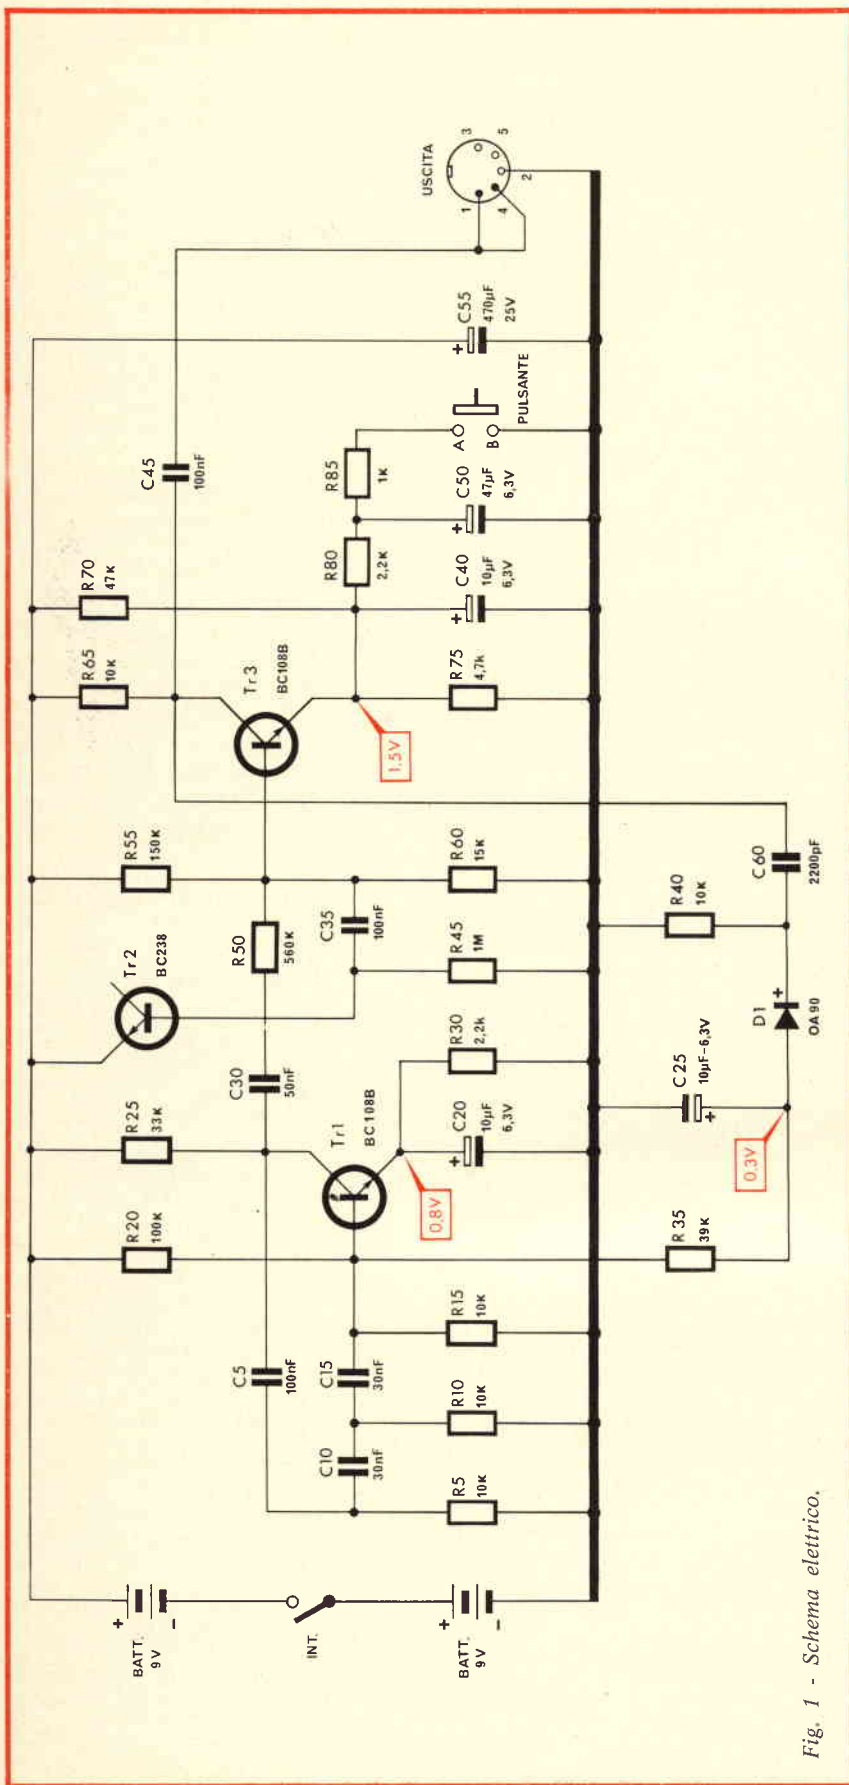 BATT.
9V
+
-
INT.
BATT.
9V
+
-
R5
10K
C10
30nF
R10
10K
C15
30nF
R15
10K
C5
100nF
R20
100K
R25
33K
Tr1
BC108B
0,8V
C20
10µF
6,3V
+
R30
2,2k
C30
50nF
Tr2
BC238
R50
560K
C35
100nF
R45
1M
R55
150K
R60
15K
Tr3
BC108B
1,5V
R65
10K
R70
47K
R75
4,7k
C40
10µF
6,3V
+
R80
2,2K
C50
47µF
6,3V
+
R85
1K
A
B
PULSANTE
C45
100nF
C55
470µF
25V
+
USCITA
1
3
4
5
2
R35
39K
0,3V
C25
10µF-6,3V
+
D1
+
OA90
R40
10K
C60
2200pF
Fig. 1 - Schema elettrico.